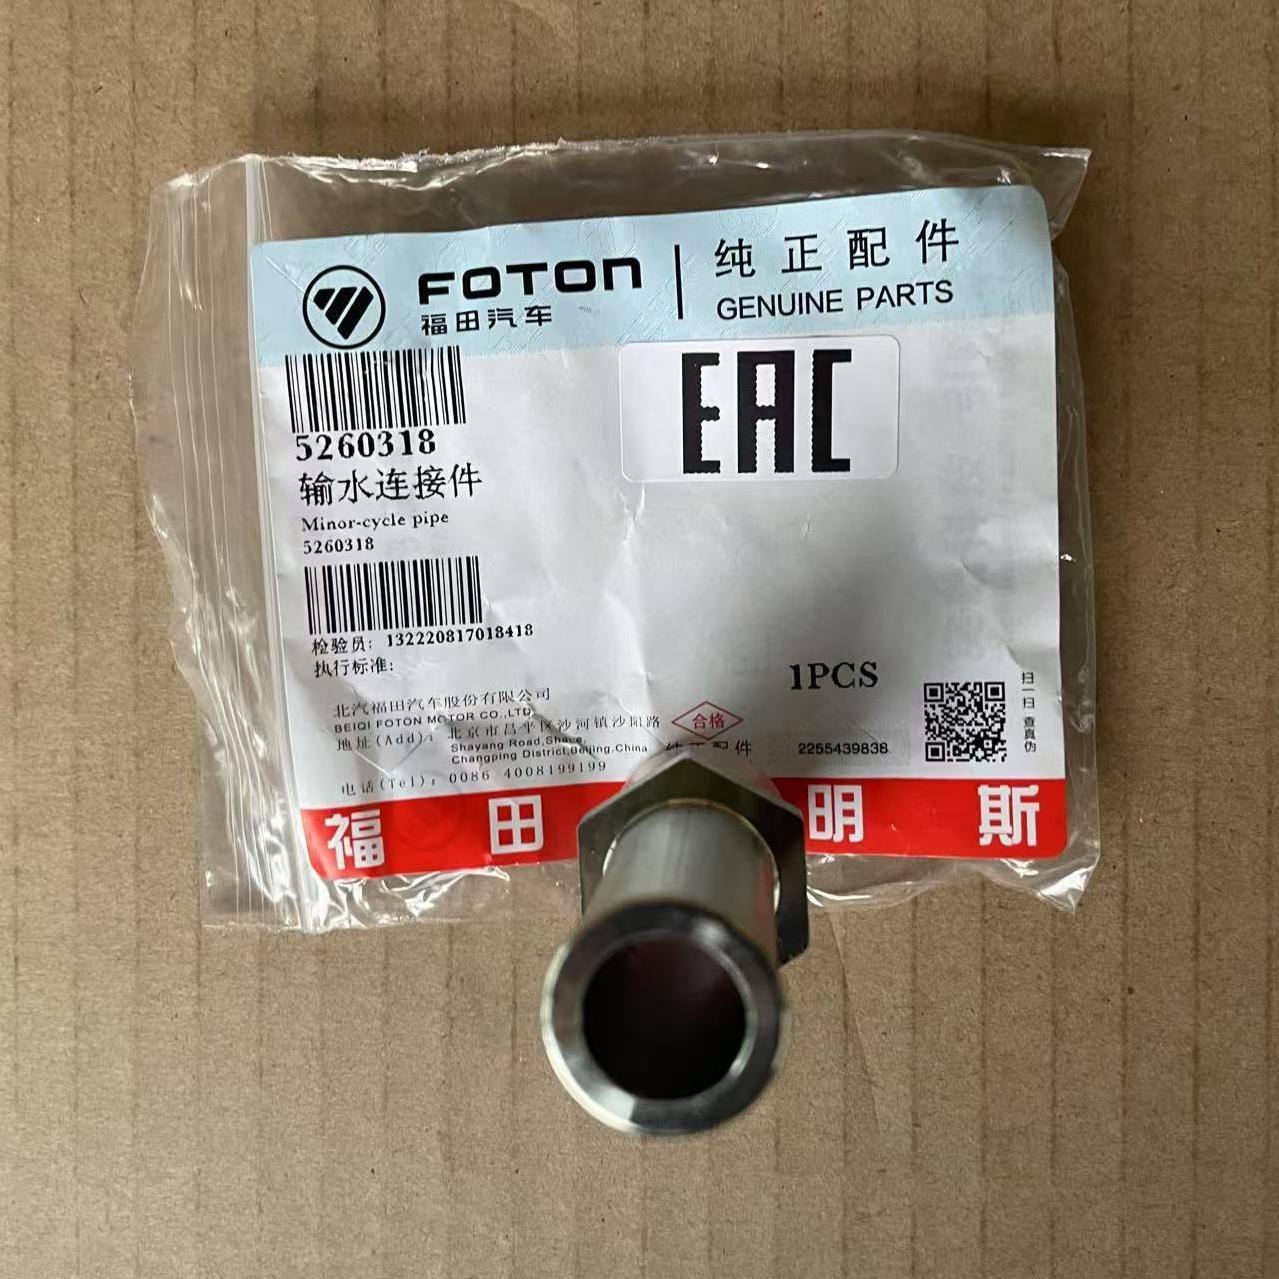 FOTON
福田汽车
纯正配件
GENUINE PARTS
EAC
5260318
输水连接件
Minor-cycle pipe
5260318
检验员: 132220817018418
执行标准:
1PCS
北汽福田汽车股份有限公司
BEIQI FOTON MOTOR CO.,LTD.
地址(Add): 北京市昌平区沙河镇沙阳路
Shayang Road,Shahe,
Changping District,Beijing,China
电话(Tel): 0086 4008199199
合格
纯正配件
2255439838
扫一扫 查真伪
福田 明斯